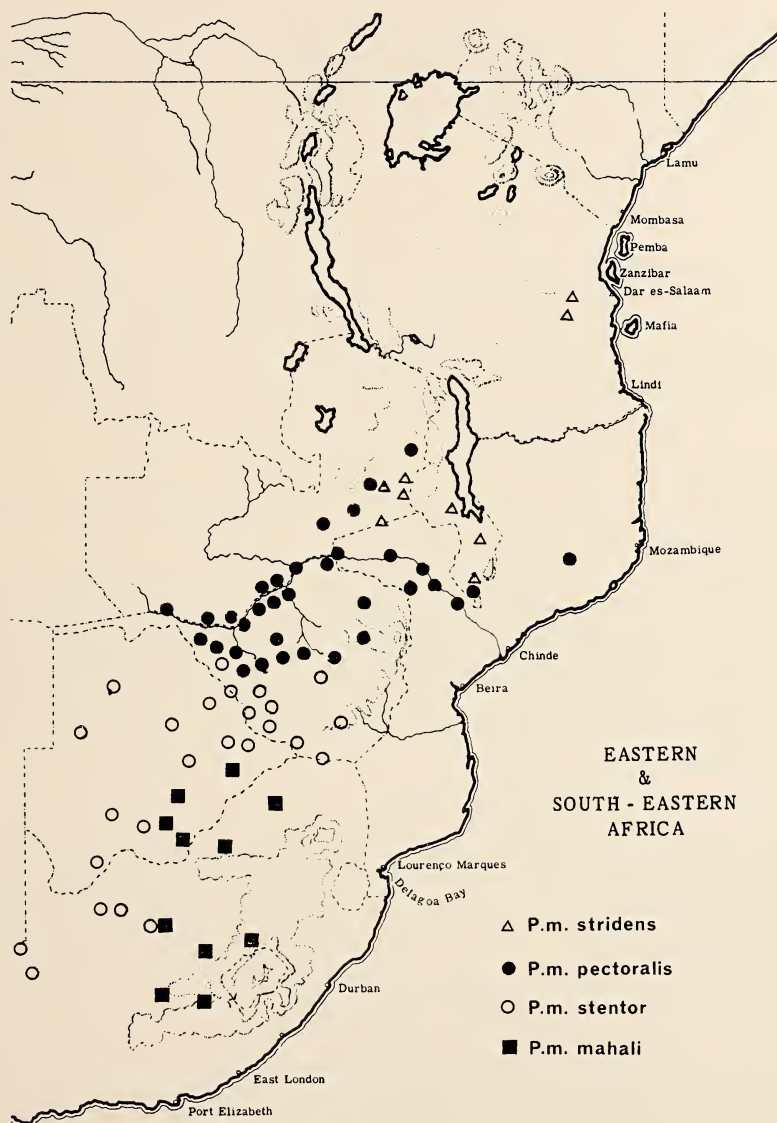 Lamu
Mombasa
Pemba
Zanzibar
Dar es-Salaam
Mafia
Lindi
Mozambique
Chinde
Beira
EASTERN
&
SOUTH - EASTERN
AFRICA
Lourenço Marques
Delagoa Bay
P.m. stridens
P.m. pectoralis
P.m. stentor
P.m. mahali
Durban
East London
Port Elizabeth